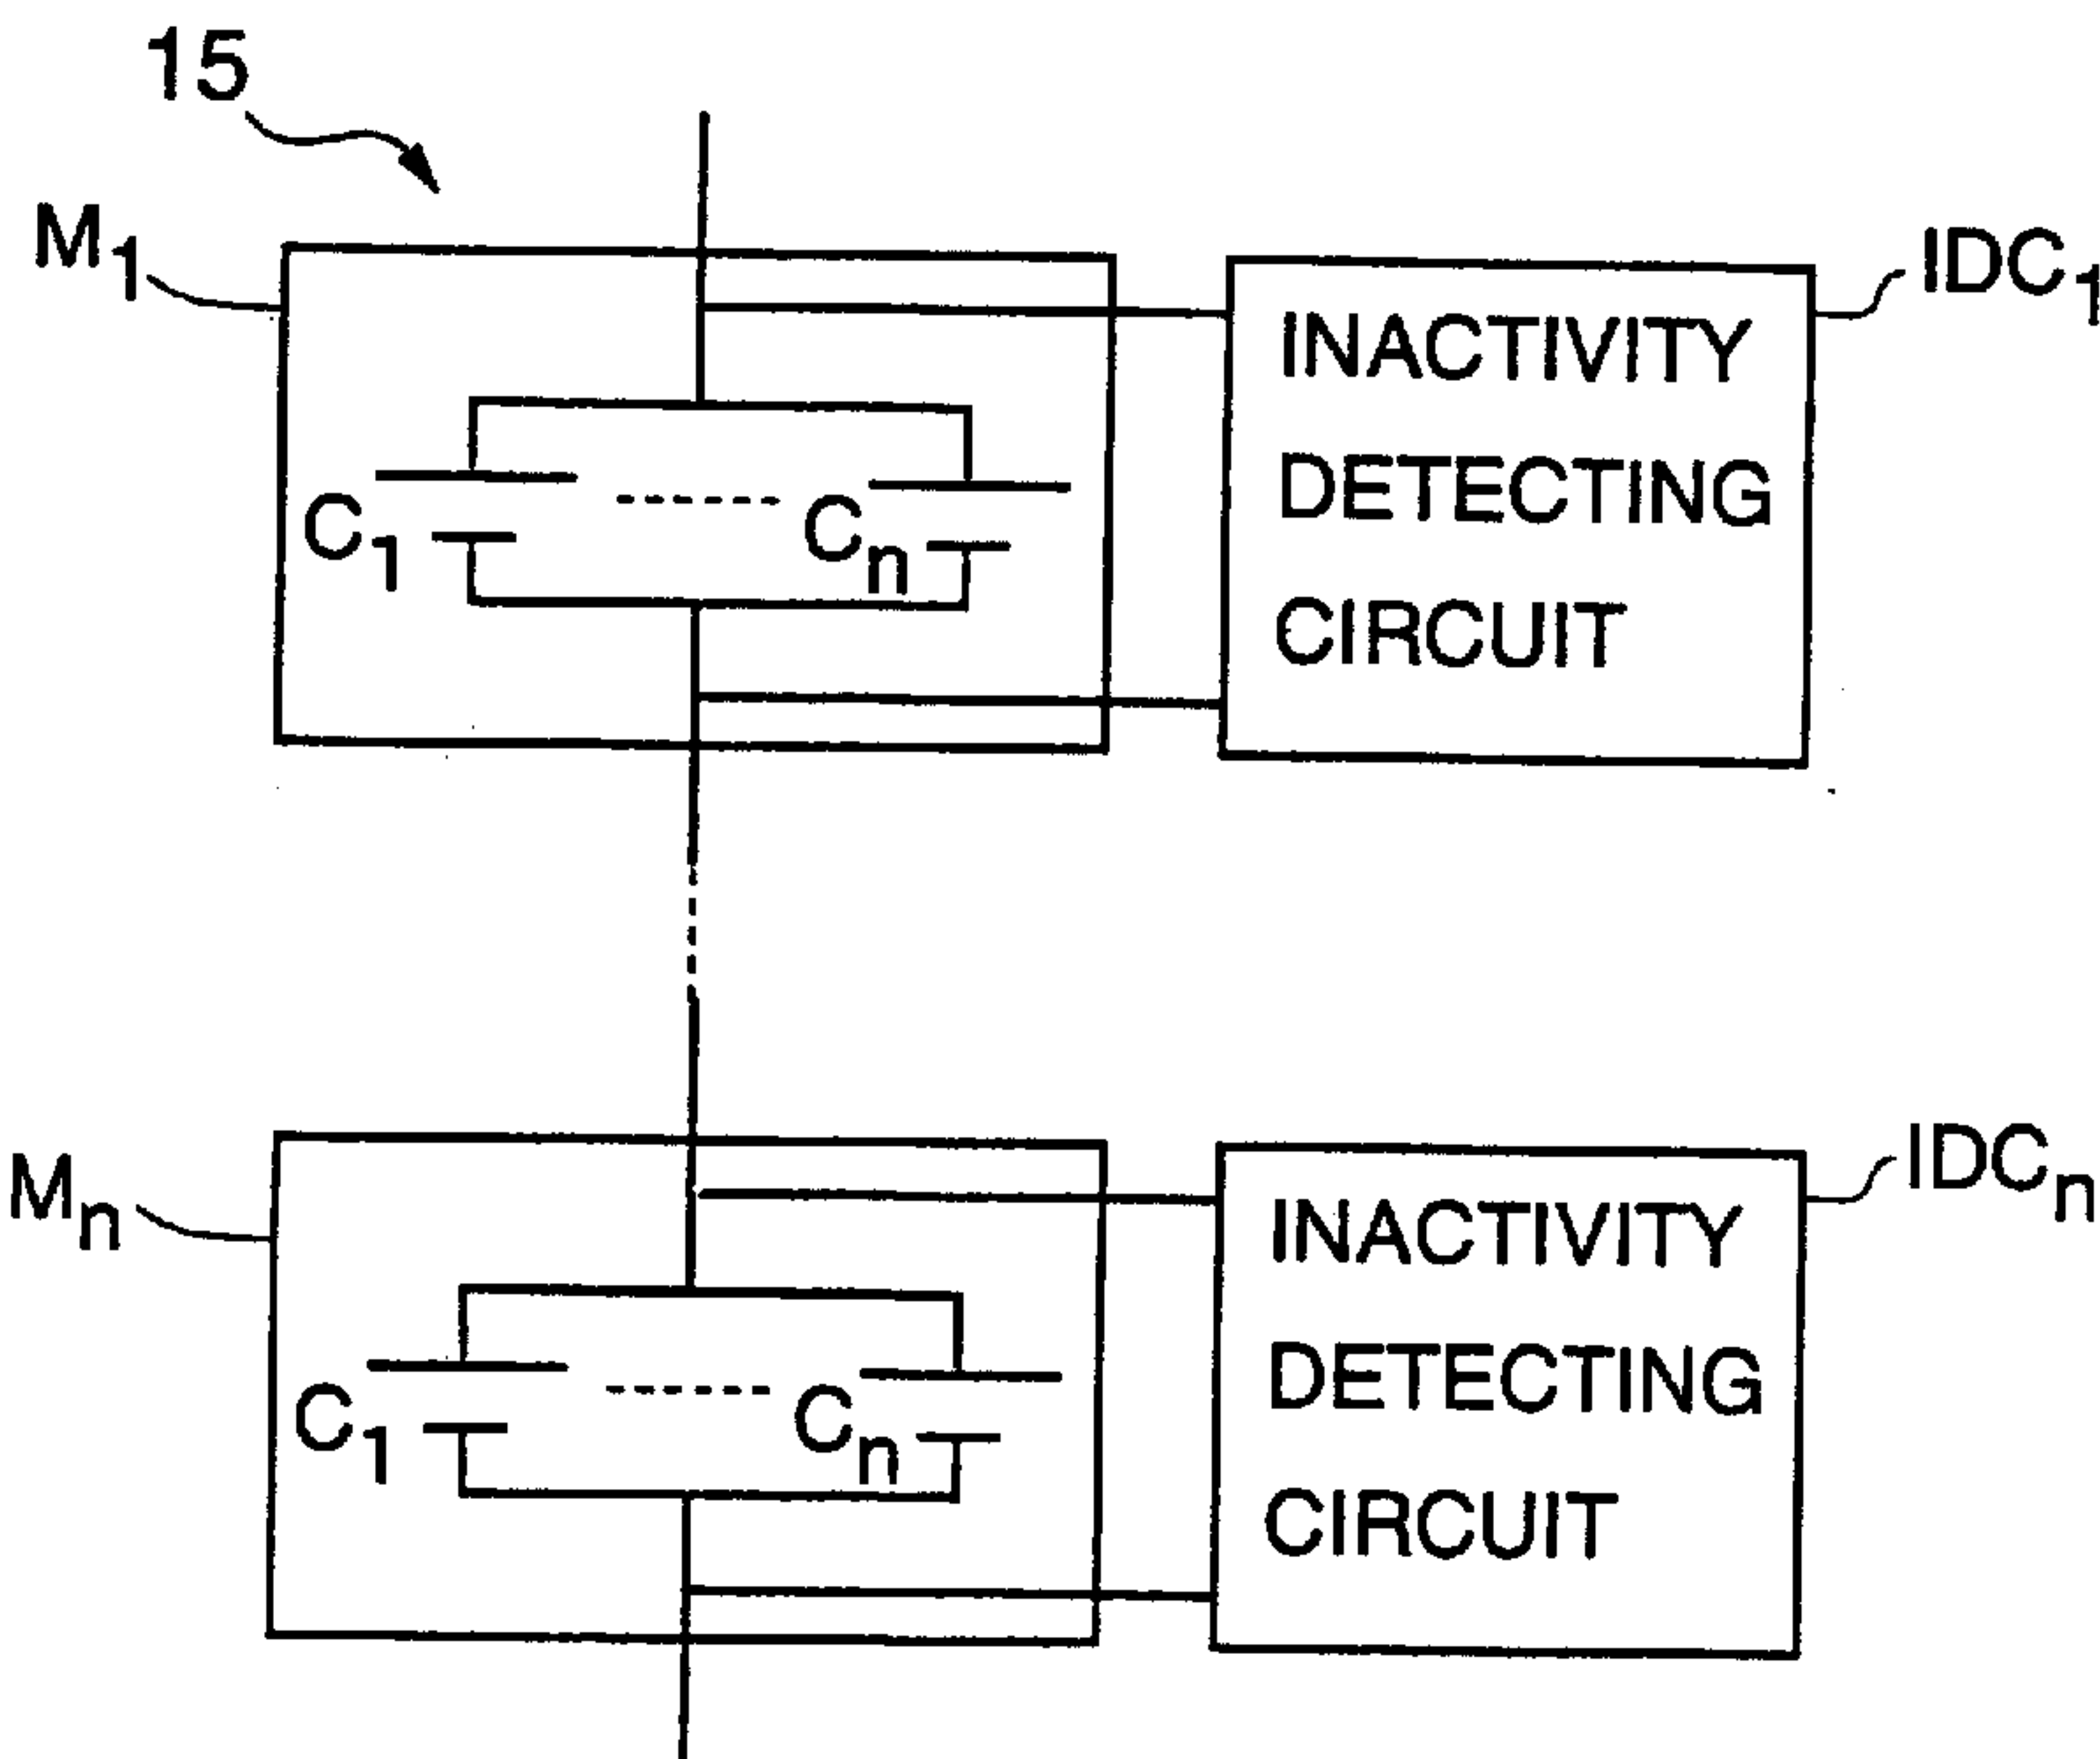 15
M1
IDC1
INACTIVITY
DETECTING
CIRCUIT
C1
Cn
Mn
IDCn
INACTIVITY
DETECTING
CIRCUIT
C1
Cn